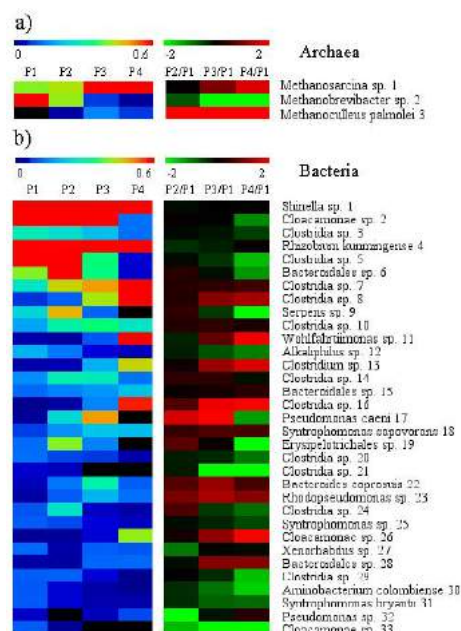 a)
0 0.6 -2 2 Archaea
P1 P2 P3 P4 P2/P1 P3/P1 P4/P1
Methanosarcina sp. 1
Methanobrevibacter sp. 2
Methanoculleus palmolei 3
b)
0 0.6 -2 2 Bacteria
P1 P2 P3 P4 P2/P1 P3/P1 P4/P1
Shinella sp. 1
Cloacamonae sp. 2
Clostridia sp. 3
Rhizobium kunmingense 4
Clostridia sp. 5
Bacteroidales sp. 6
Clostridia sp. 7
Clostridia sp. 8
Serpens sp. 9
Clostridia sp. 10
Wohlfahrtiimonas sp. 11
Alkaliphilus sp. 12
Clostridium sp. 13
Clostridia sp. 14
Bacteroidales sp. 15
Clostridia sp. 16
Pseudomonas caeni 17
Syntrophomonas sapovorans 18
Erysipelotrichales sp. 19
Clostridia sp. 20
Clostridia sp. 21
Bacteroides coprosuis 22
Rhodopseudomonas sp. 23
Clostridia sp. 24
Syntrophomonas sp. 25
Cloacamonae sp. 26
Xenorhabdus sp. 27
Bacteroidales sp. 28
Clostridia sp. 29
Aminobacterium colombiense 30
Syntrophomonas bryantii 31
Pseudomonas sp. 32
Cloacamonae sp. 33